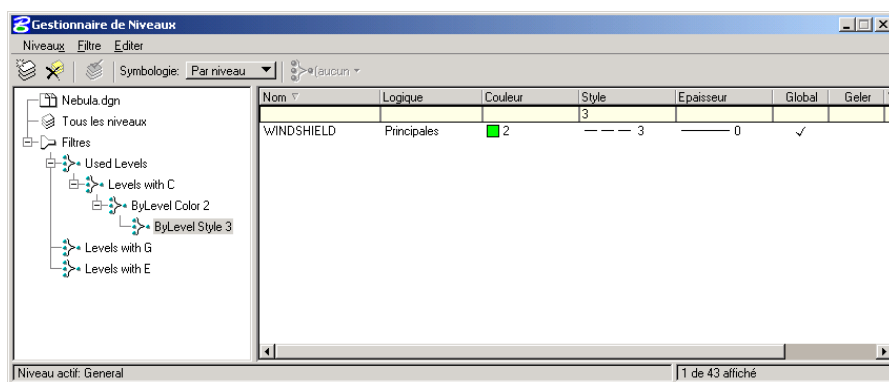 Gestionnaire de Niveaux
Niveaux Filtre Editer
Symbologie: Par niveau (aucun
Nebula.dgn
Tous les niveaux
Filtres
Used Levels
Levels with C
ByLevel Color 2
ByLevel Style 3
Levels with G
Levels with E
Nom Logique Couleur Style Epaisseur Global Geler
3
WINDSHIELD Principales 2 3 0
Niveau actif: General 1 de 43 affiché